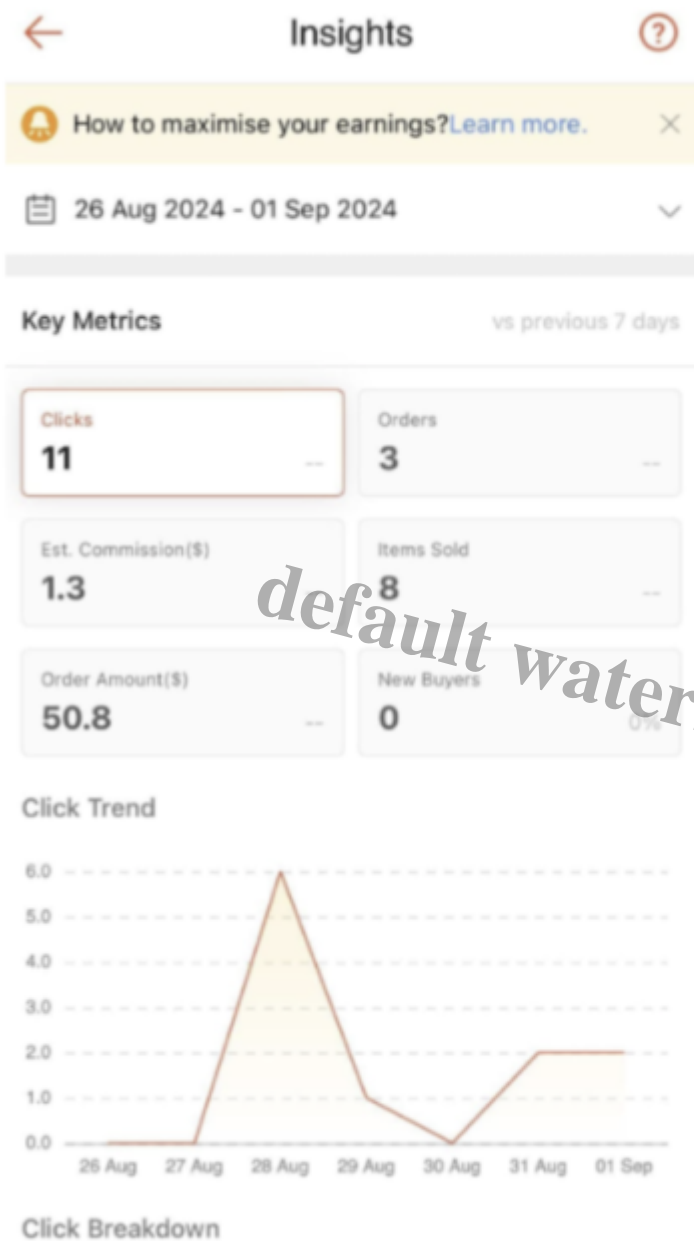 Insights
?
How to maximise your earnings?Learn more.
26 Aug 2024 - 01 Sep 2024
Key Metrics
vs previous 7 days
Clicks
11
--
Orders
3
--
Est. Commission($)
1.3
Items Sold
8
--
Order Amount($)
50.8
--
New Buyers
0
0%
default water
Click Trend
6.0
5.0
4.0
3.0
2.0
1.0
0.0
26 Aug 27 Aug 28 Aug 29 Aug 30 Aug 31 Aug 01 Sep
Click Breakdown